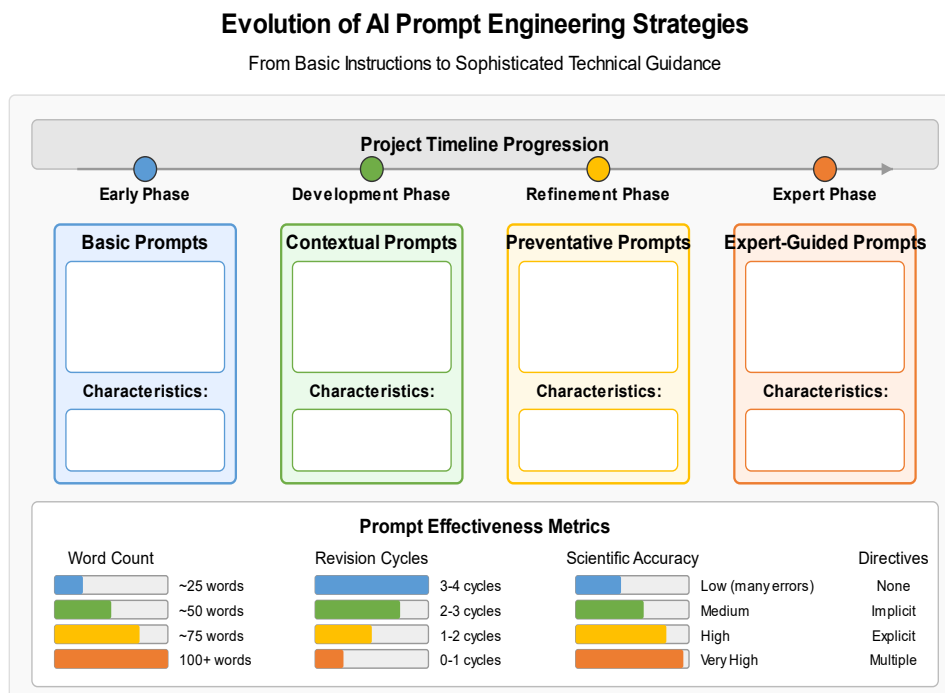 Evolution of AI Prompt Engineering Strategies
From Basic Instructions to Sophisticated Technical Guidance
Project Timeline Progression
Early Phase
Development Phase
Refinement Phase
Expert Phase
Basic Prompts
Contextual Prompts
Preventative Prompts
Expert-Guided Prompts
Characteristics:
Characteristics:
Characteristics:
Characteristics:
Prompt Effectiveness Metrics
Word Count
~25 words
~50 words
~75 words
100+ words
Revision Cycles
3-4 cycles
2-3 cycles
1-2 cycles
0-1 cycles
Scientific Accuracy
Low (many errors)
Medium
High
Very High
Directives
None
Implicit
Explicit
Multiple